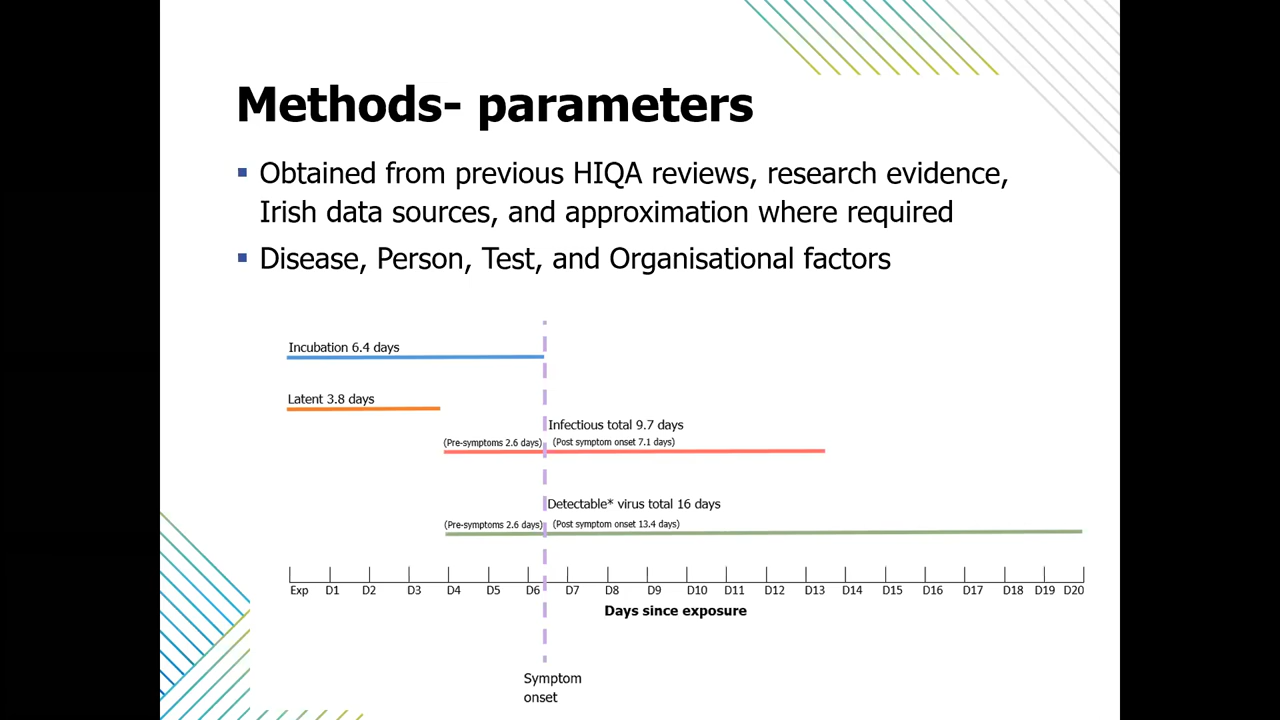 Methods- parameters
Obtained from previous HIQA reviews, research evidence,
Irish data sources, and approximation where required
Disease, Person, Test, and Organisational factors
Incubation 6.4 days
Latent 3.8 days
Infectious total 9.7 days
(Pre-symptoms 2.6 days) (Post symptom onset 7.1 days)
Detectable* virus total 16 days
(Pre-symptoms 2.6 days) (Post symptom onset 13.4 days)
Exp D1 D2 D3 D4 D5 D6 D7 D8 D9 D10 D11 D12 D13 D14 D15 D16 D17 D18 D19 D20
Days since exposure
Symptom
onset